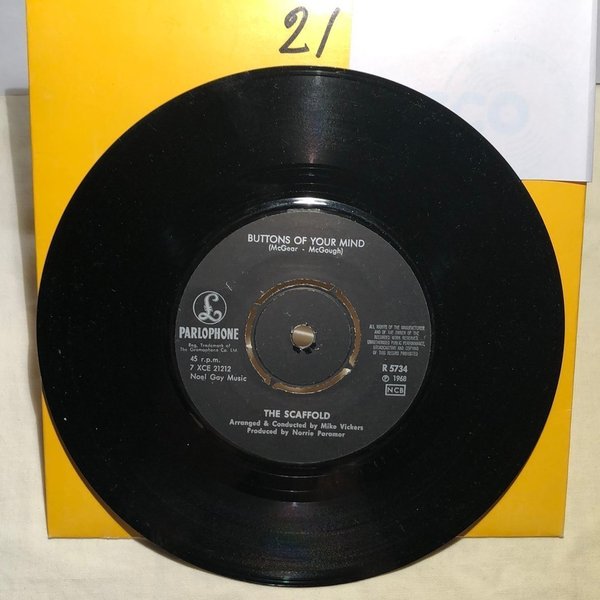 21
BUTTONS OF YOUR MIND
(McGear - McGough)
£
PARLOPHONE
Reg. Trademark of
The Gramophone Co. Ltd.
45 r.p.m.
7 XCE 21212
Noel Gay Music
ALL RIGHTS OF THE MANUFACTURER
AND OF THE OWNER OF THE
RECORDED WORK RESERVED
UNAUTHORISED PUBLIC PERFORMANCE,
BROADCASTING AND COPYING
OF THIS RECORD PROHIBITED
R 5734
Ⓟ 1968
NCB
THE SCAFFOLD
Arranged & Conducted by Mike Vickers
Produced by Norrie Paramor